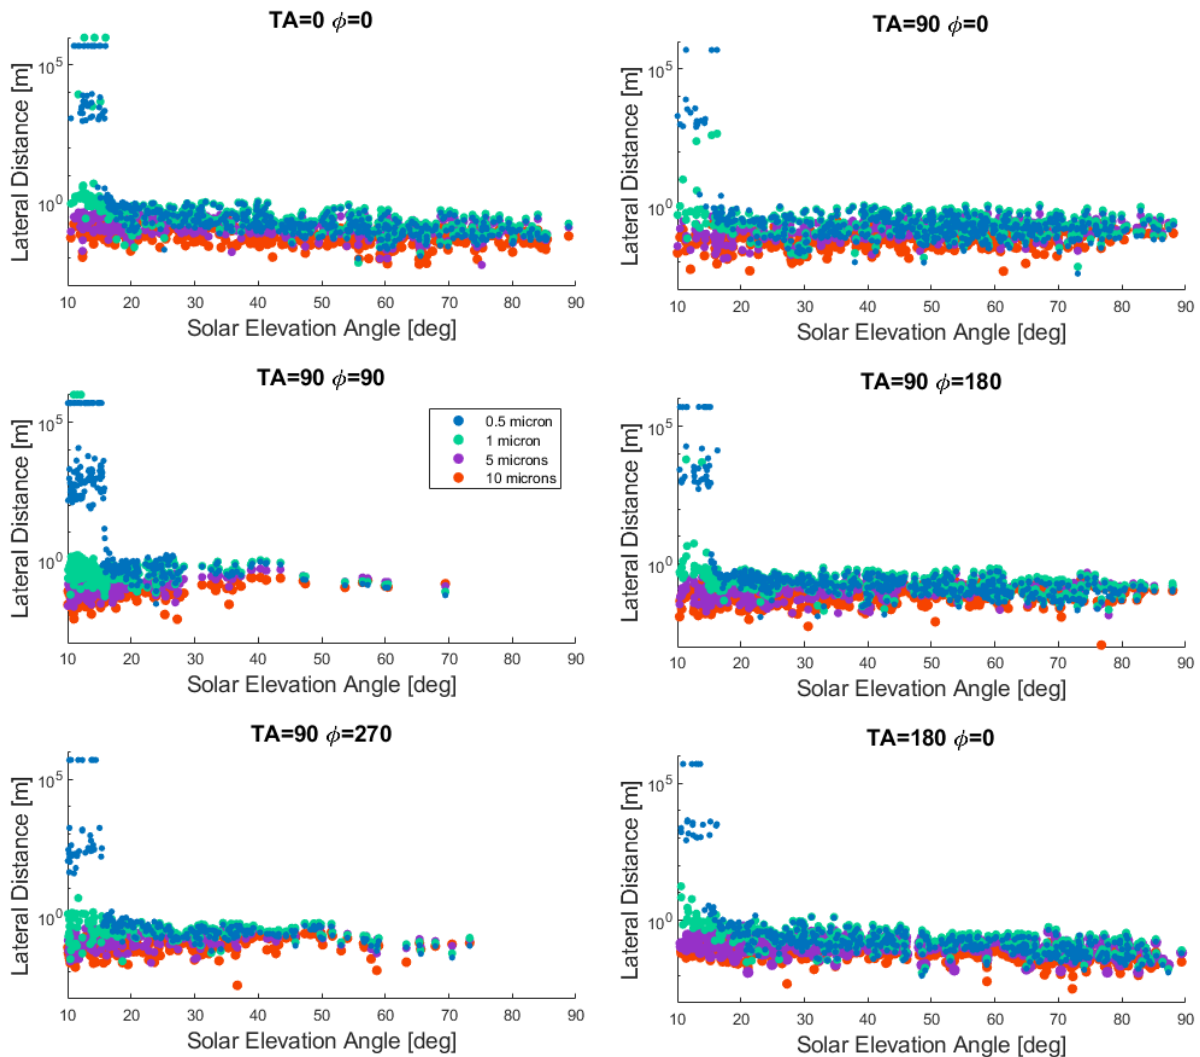 TA=0 ϕ=0
Lateral Distance [m]
10^5
10^0
10 20 30 40 50 60 70 80 89
Solar Elevation Angle [deg]
TA=90 ϕ=0
Lateral Distance [m]
10^5
10^0
10 20 30 40 50 60 70 80 90
Solar Elevation Angle [deg]
TA=90 ϕ=90
Lateral Distance [m]
10^5
10^0
0.5 micron
1 micron
5 microns
10 microns
10 20 30 40 50 60 70 80 90
Solar Elevation Angle [deg]
TA=90 ϕ=180
Lateral Distance [m]
10^5
10^0
10 20 30 40 50 60 70 80 90
Solar Elevation Angle [deg]
TA=90 ϕ=270
Lateral Distance [m]
10^5
10^0
10 20 30 40 50 60 70 80 90
Solar Elevation Angle [deg]
TA=180 ϕ=0
Lateral Distance [m]
10^5
10^0
10 20 30 40 50 60 70 80 90
Solar Elevation Angle [deg]